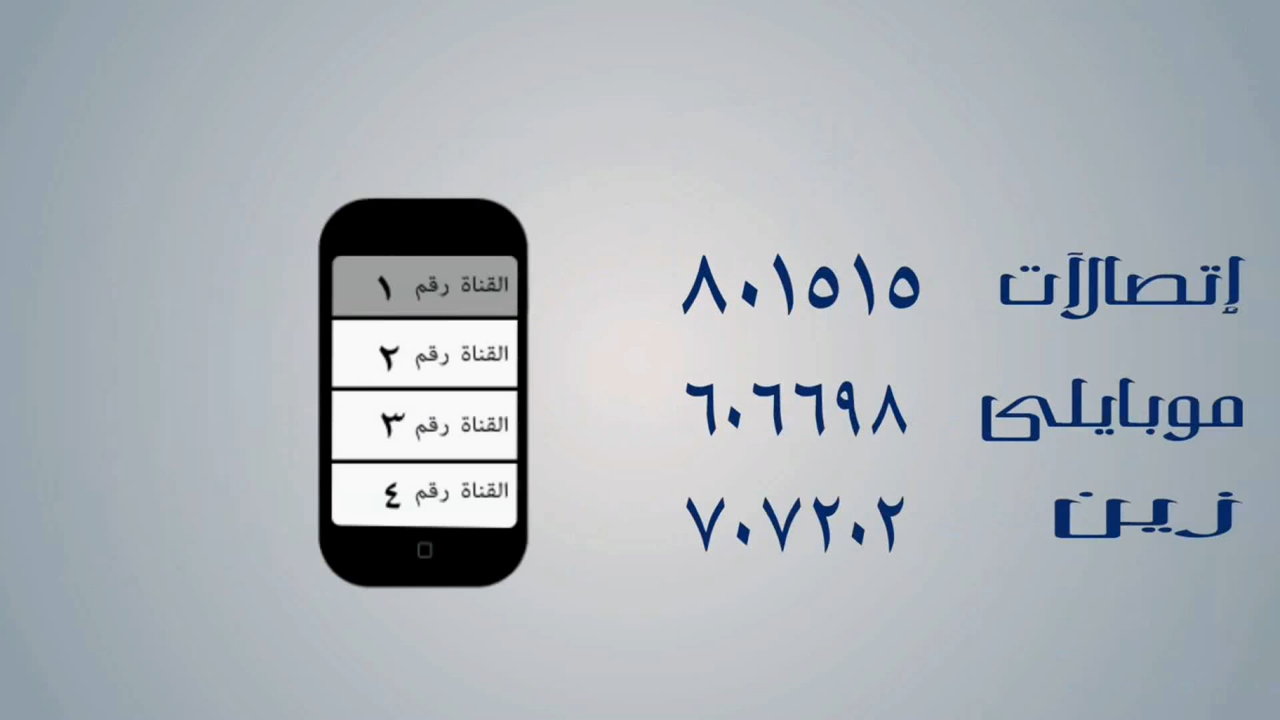 إتصالآت ٨٠١٥١٥
موبايلى ٦٠٦٦٩٨
زين ٧٠٧٢٠٢
القناة رقم ١
القناة رقم ٢
القناة رقم ٣
القناة رقم ٤